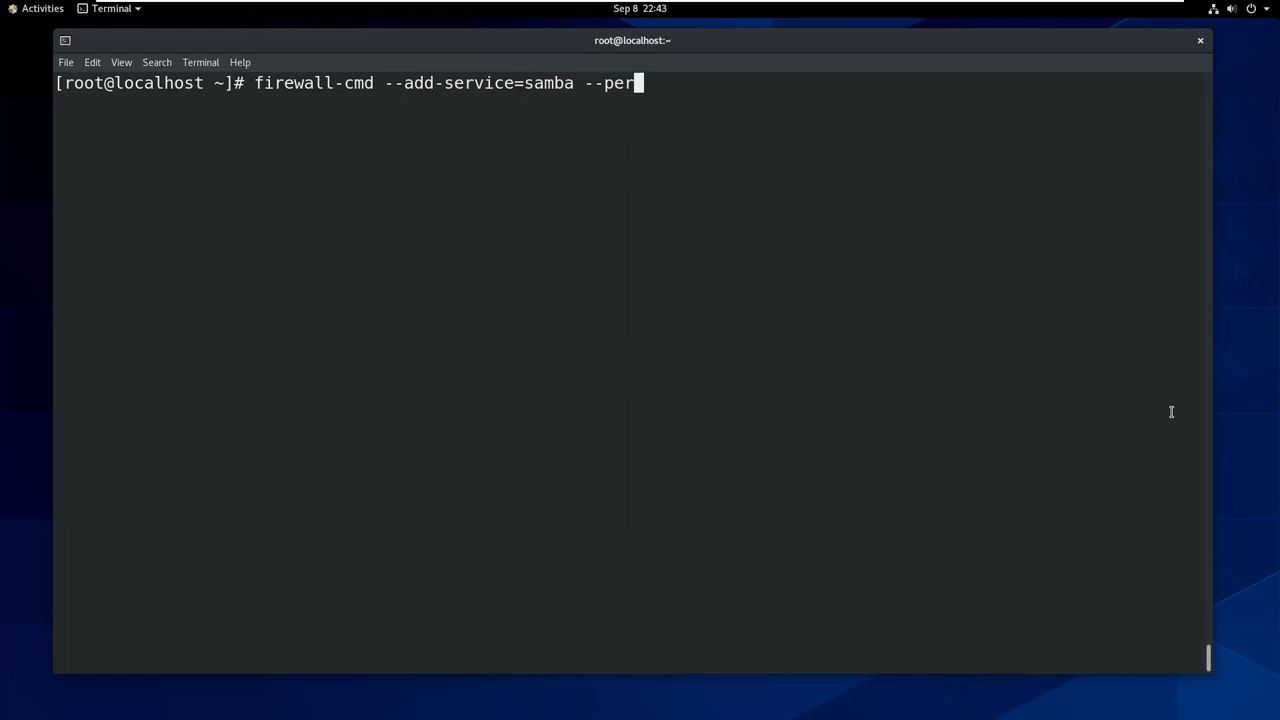 Activities
Terminal
Sep 8 22:43
root@localhost:~
File Edit View Search Terminal Help
[root@localhost ~]# firewall-cmd --add-service=samba --per